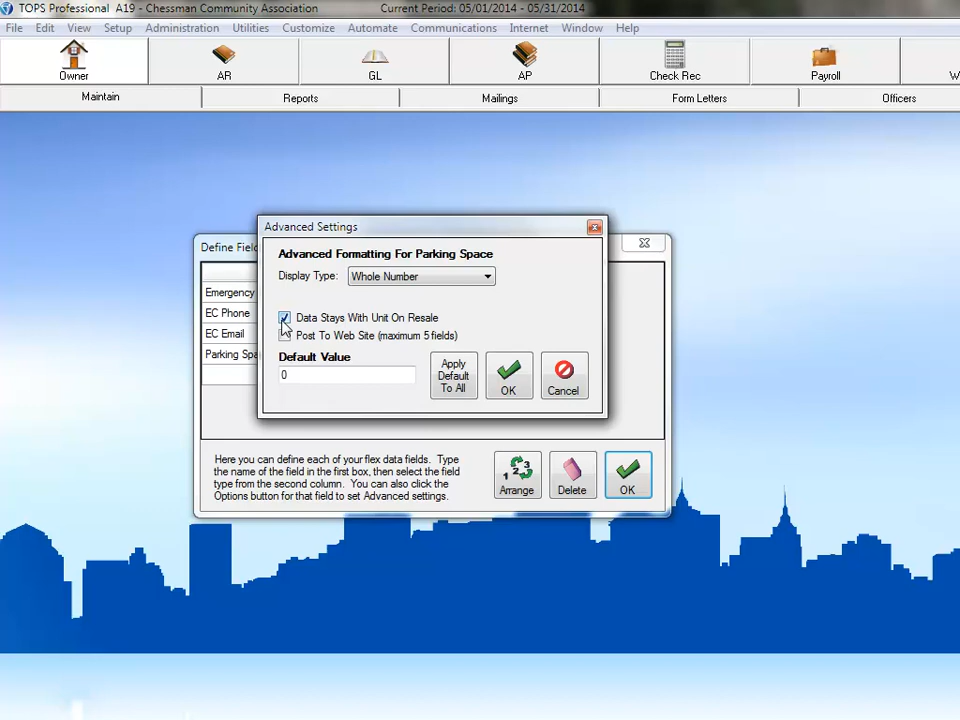 TOPS Professional A19 - Chessman Community Association Current Period: 05/01/2014 - 05/31/2014
File Edit View Setup Administration Utilities Customize Automate Communications Internet Window Help
Owner AR GL AP Check Rec Payroll W
Maintain Reports Mailings Form Letters Officers
Define Fiel
Emergency
EC Phone
EC Email
Parking Spa
Advanced Settings
Advanced Formatting For Parking Space
Display Type: Whole Number
Data Stays With Unit On Resale
Post To Web Site (maximum 5 fields)
Default Value
0
Apply
Default
To All
OK
Cancel
Here you can define each of your flex data fields. Type
the name of the field in the first box, then select the field
type from the second column. You can also click the
Options button for that field to set Advanced settings.
1 2 3
Arrange
Delete
OK